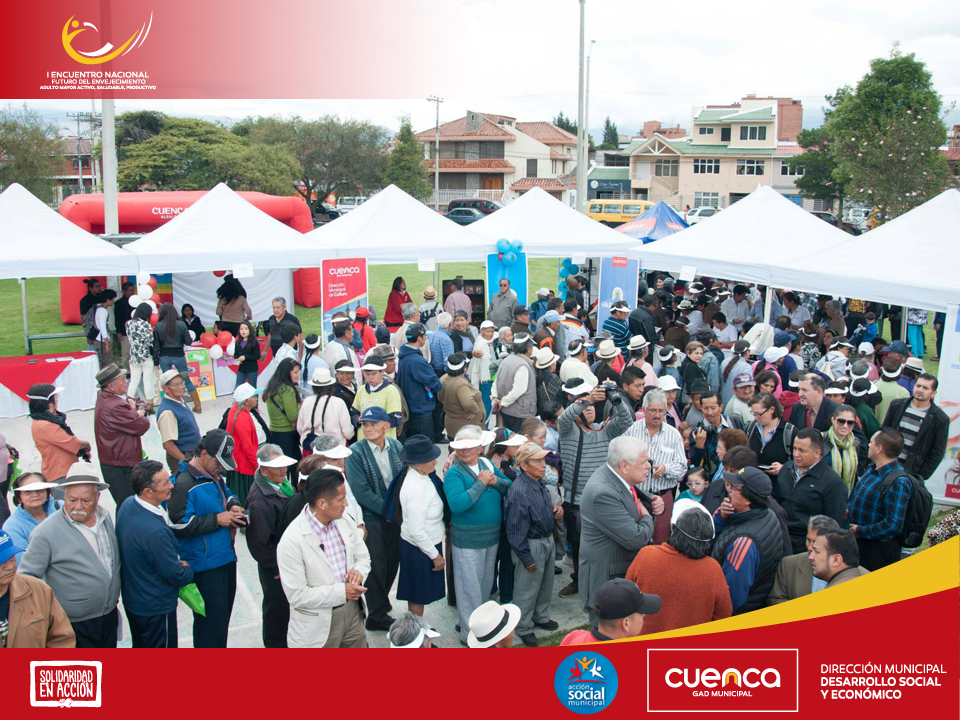 I ENCUENTRO NACIONAL
FUTURO DEL ENVEJECIMIENTO
ADULTO MAYOR ACTIVO, SALUDABLE, PRODUCTIVO
CUENCA
CUENCA
Dirección
Municipal
de Cultura
CUENCA
SOLIDARIDAD
EN ACCIÓN
acción
social
municipal
CUENCA
GAD MUNICIPAL
DIRECCIÓN MUNICIPAL
DESARROLLO SOCIAL
Y ECONÓMICO